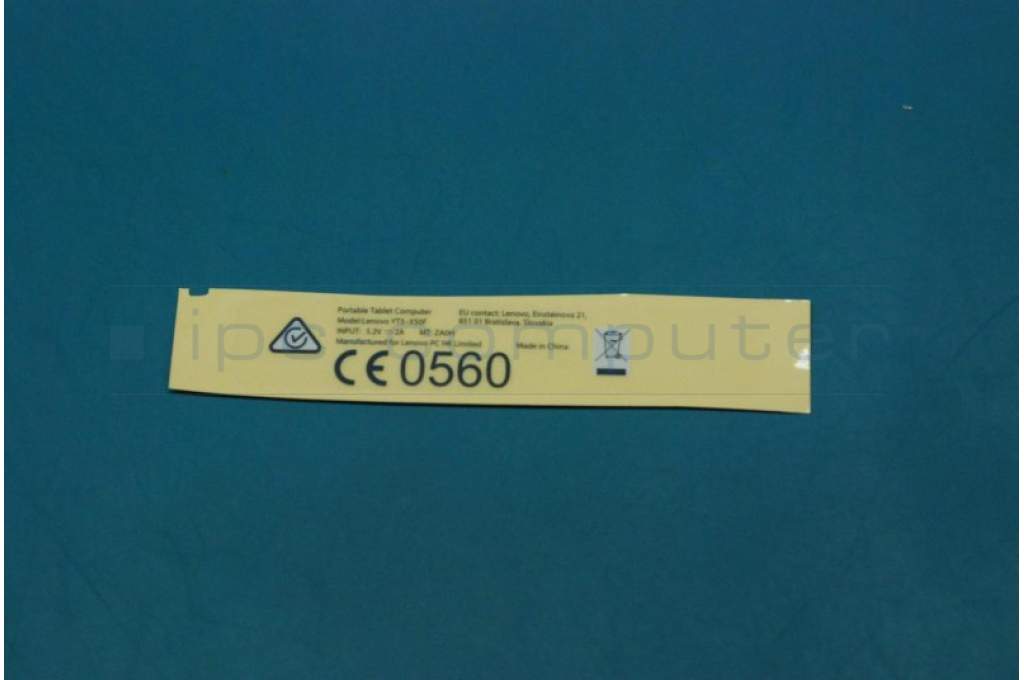 Portable Tablet Computer
Model:Lenovo YT3-X50F
INPUT: 5.2V⎓2A MT: ZA0H
Manufactured for Lenovo PC HK Limited
EU contact: Lenovo, Einsteinova 21,
851 01 Bratislava, Slovakia
Made in China
CE 0560
ipscomputer